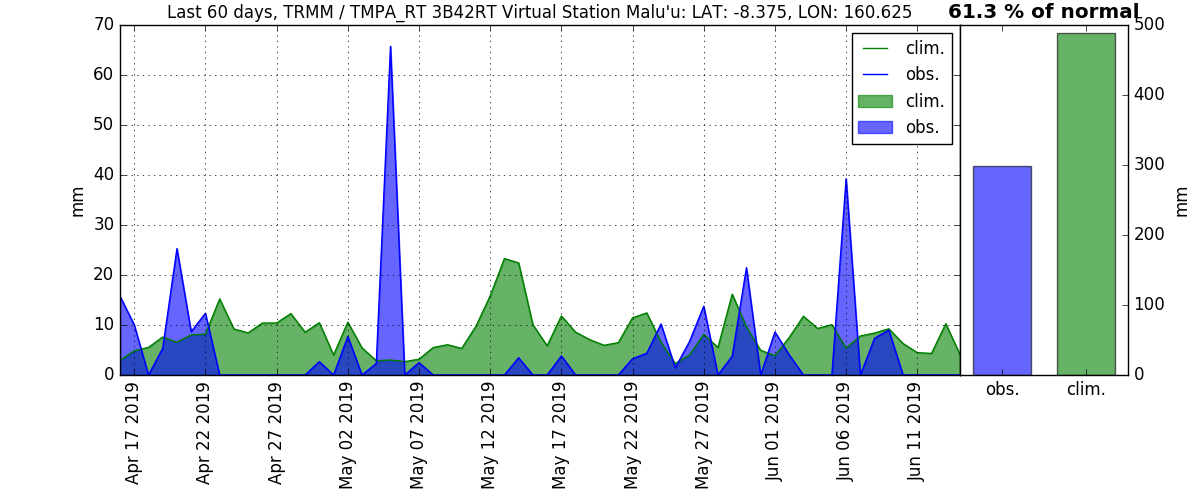 Last 60 days, TRMM / TMPA_RT 3B42RT Virtual Station Malu'u: LAT: -8.375, LON: 160.625
61.3 % of normal
70
60
50
40
30
20
10
0
mm
clim.
obs.
clim.
obs.
Apr 17 2019
Apr 22 2019
Apr 27 2019
May 02 2019
May 07 2019
May 12 2019
May 17 2019
May 22 2019
May 27 2019
Jun 01 2019
Jun 06 2019
Jun 11 2019
500
400
300
200
100
0
mm
obs.
clim.